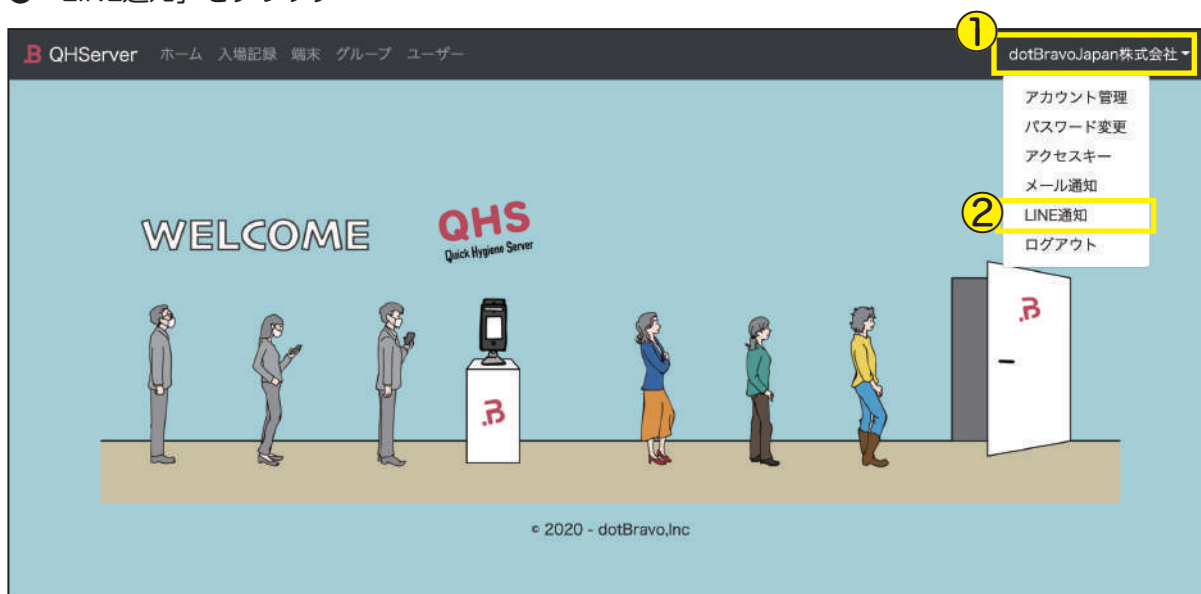 QHServer ホーム 入場記録 端末 グループ ユーザー
①
dotBravoJapan株式会社
アカウント管理
パスワード変更
アクセスキー
メール通知
② LINE通知
ログアウト
WELCOME
QHS
Quick Hygiene Server
.B
.B
© 2020 - dotBravo,Inc